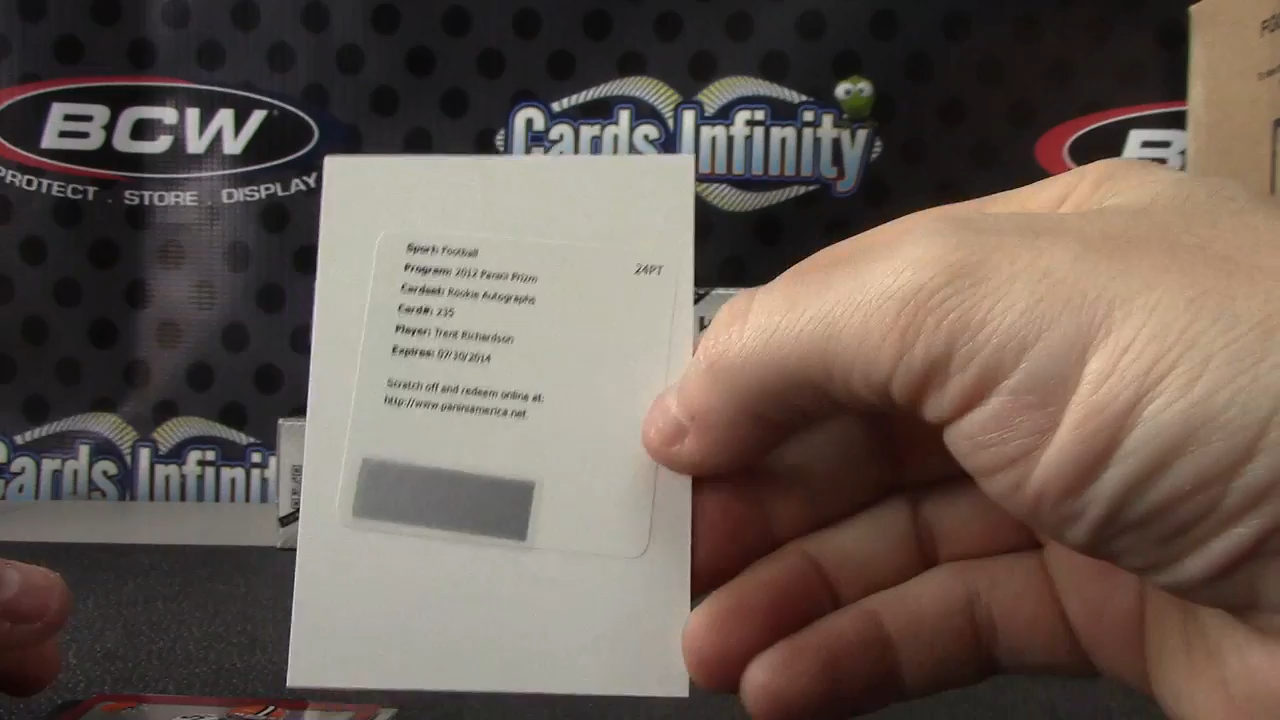 BCW
PROTECT . STORE . DISPLAY
Cards Infinity
B
Sport: Football
24PT
Program: 2012 Panini Prizm
Cardset: Rookie Autographs
Card#: 235
Player: Trent Richardson
Expires: 07/30/2014
Scratch off and redeem online at:
http://www.paniniamerica.net.
Cards Infinit